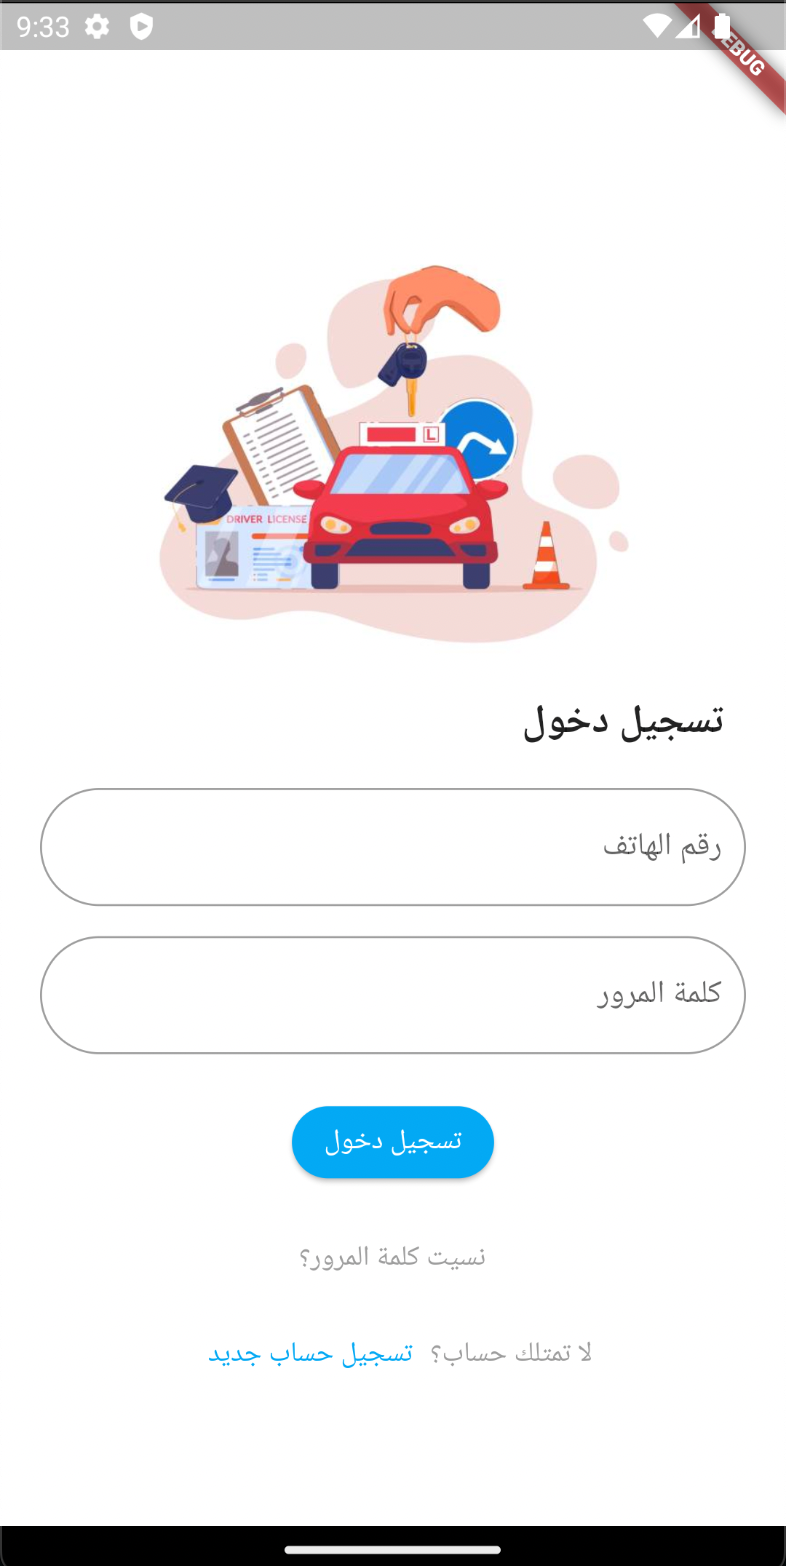 9:33
DEBUG
L
DRIVER LICENSE
تسجيل دخول
رقم الهاتف
كلمة المرور
تسجيل دخول
نسيت كلمة المرور؟
لا تمتلك حساب؟ تسجيل حساب جديد